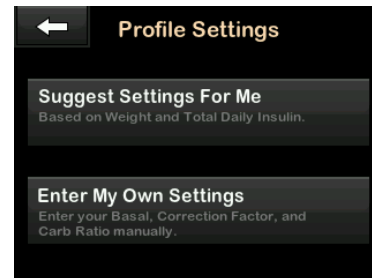 Profile Settings
Suggest Settings For Me
Based on Weight and Total Daily Insulin.
Enter My Own Settings
Enter your Basal, Correction Factor, and
Carb Ratio manually.